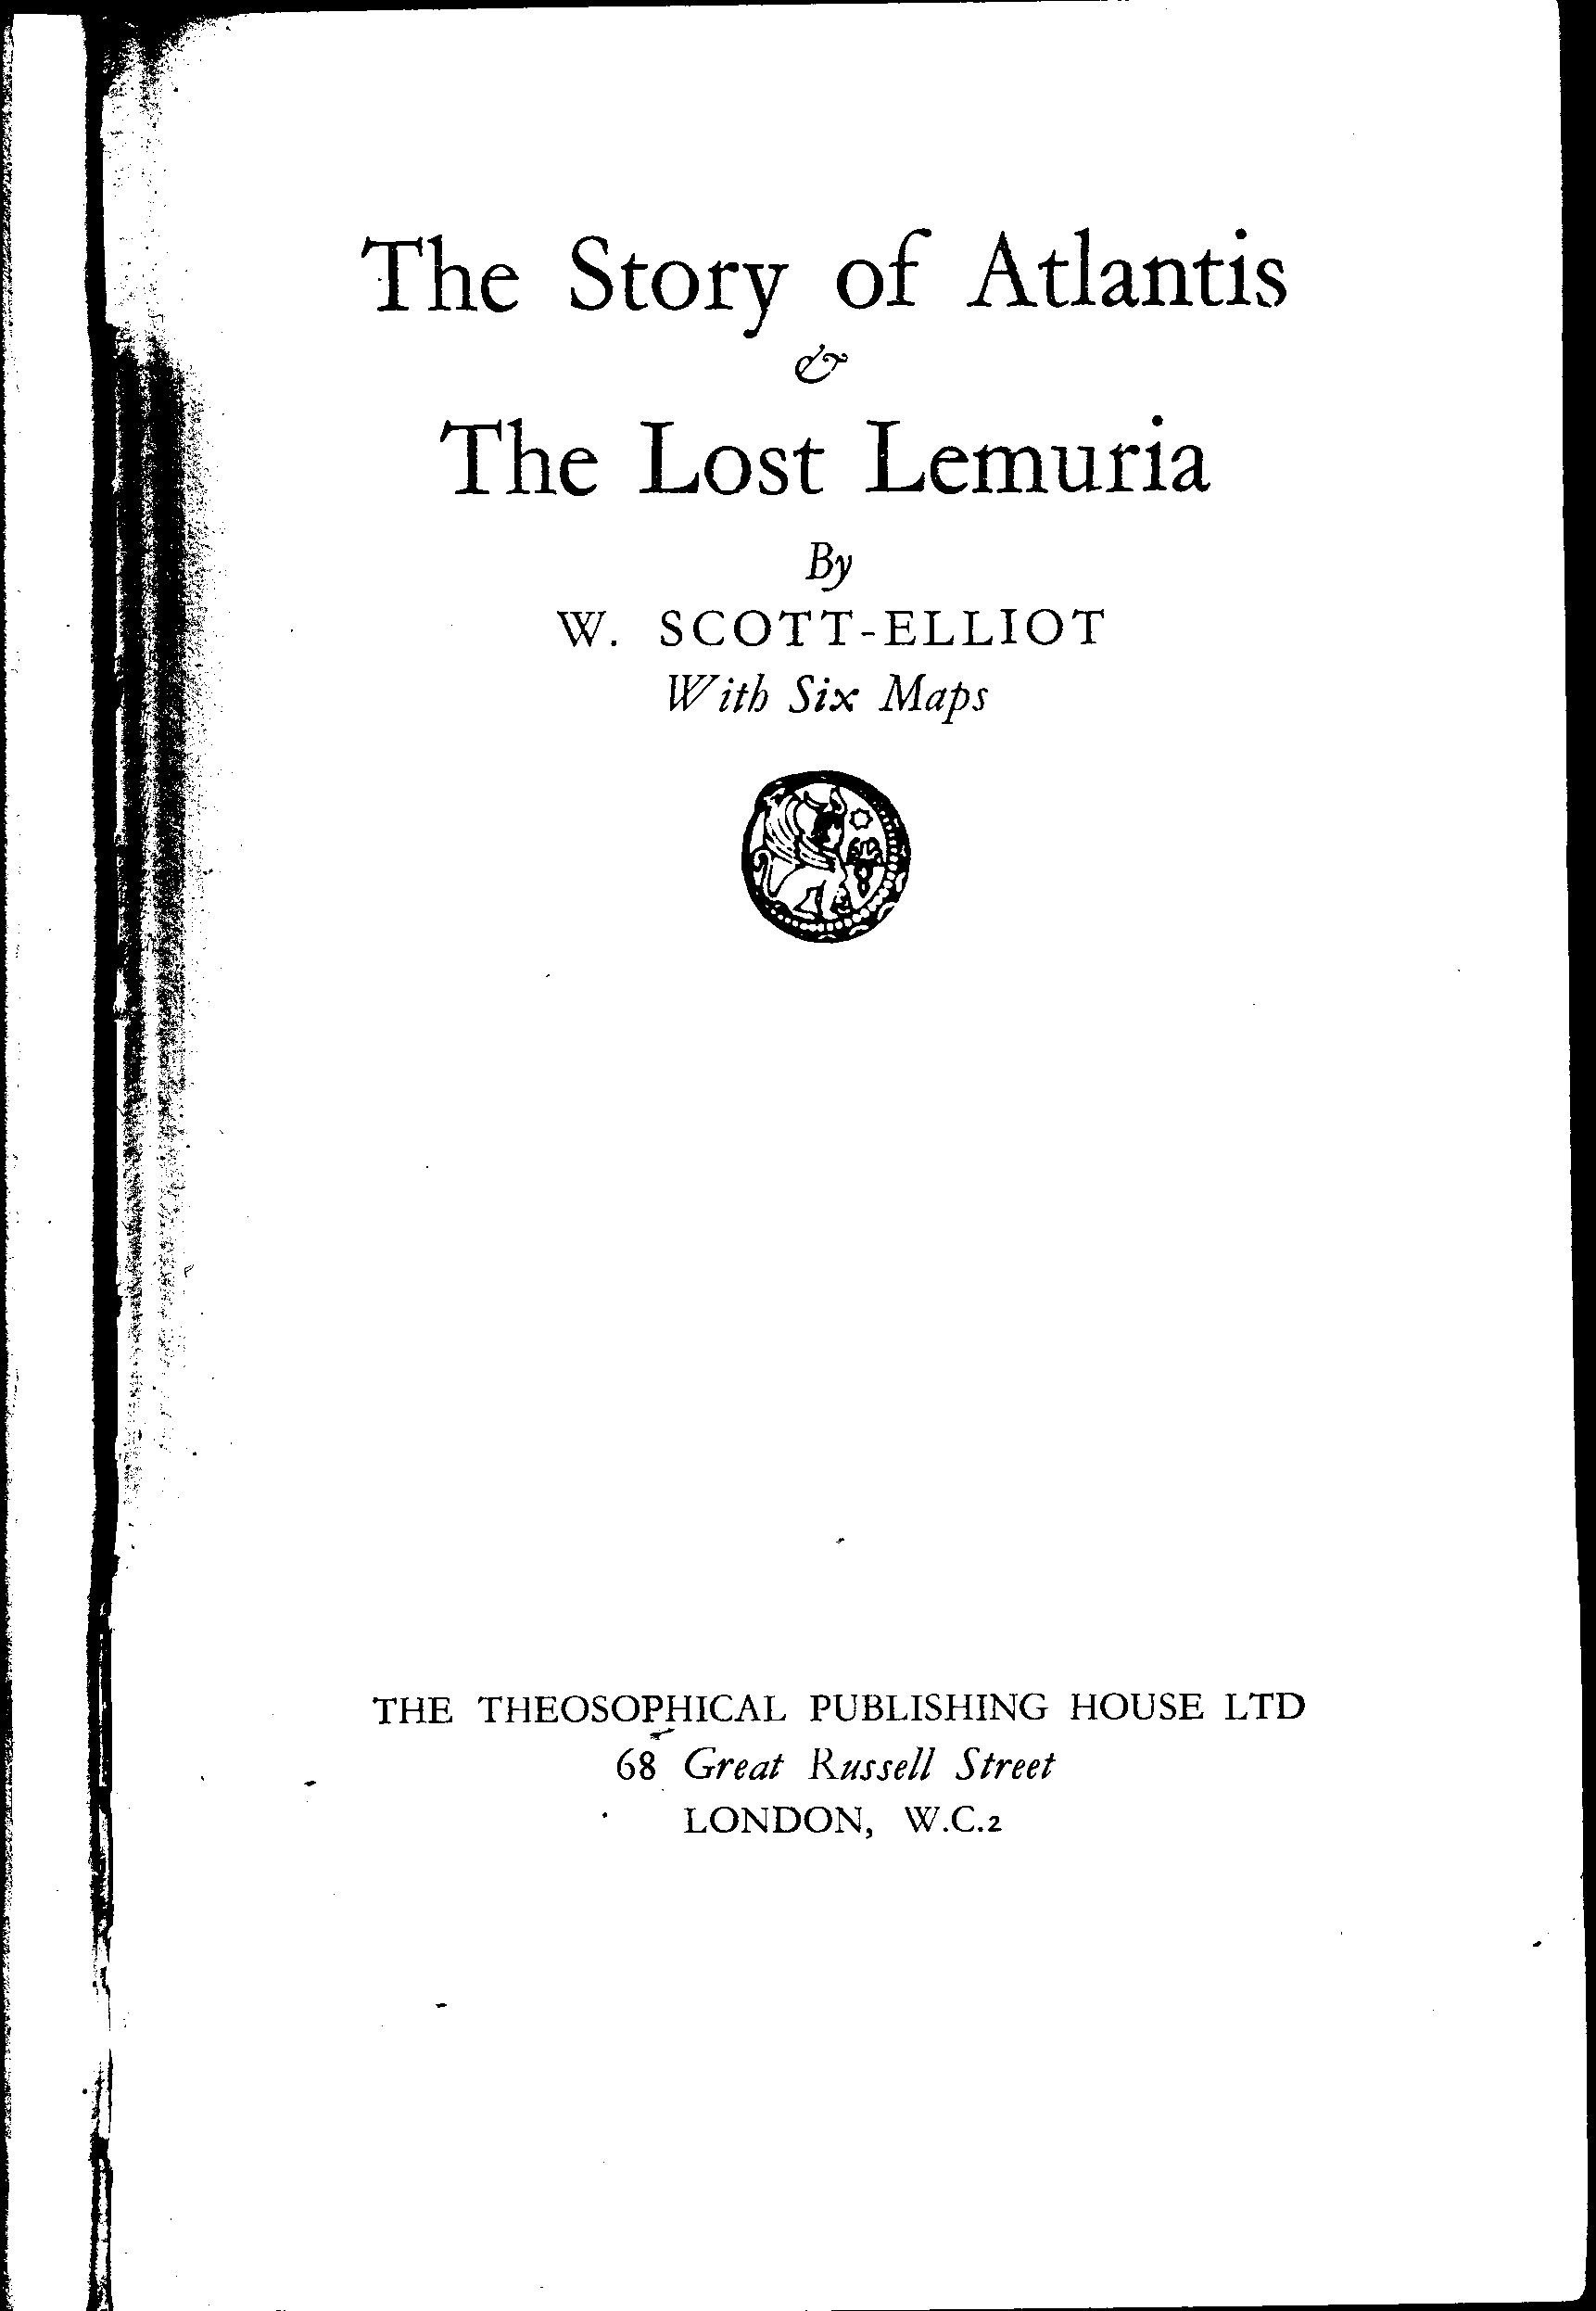 The Story of Atlantis
&
The Lost Lemuria
By
W. SCOTT-ELLIOT
With Six Maps
THE THEOSOPHICAL PUBLISHING HOUSE LTD
68 Great Russell Street
LONDON, W.C.2